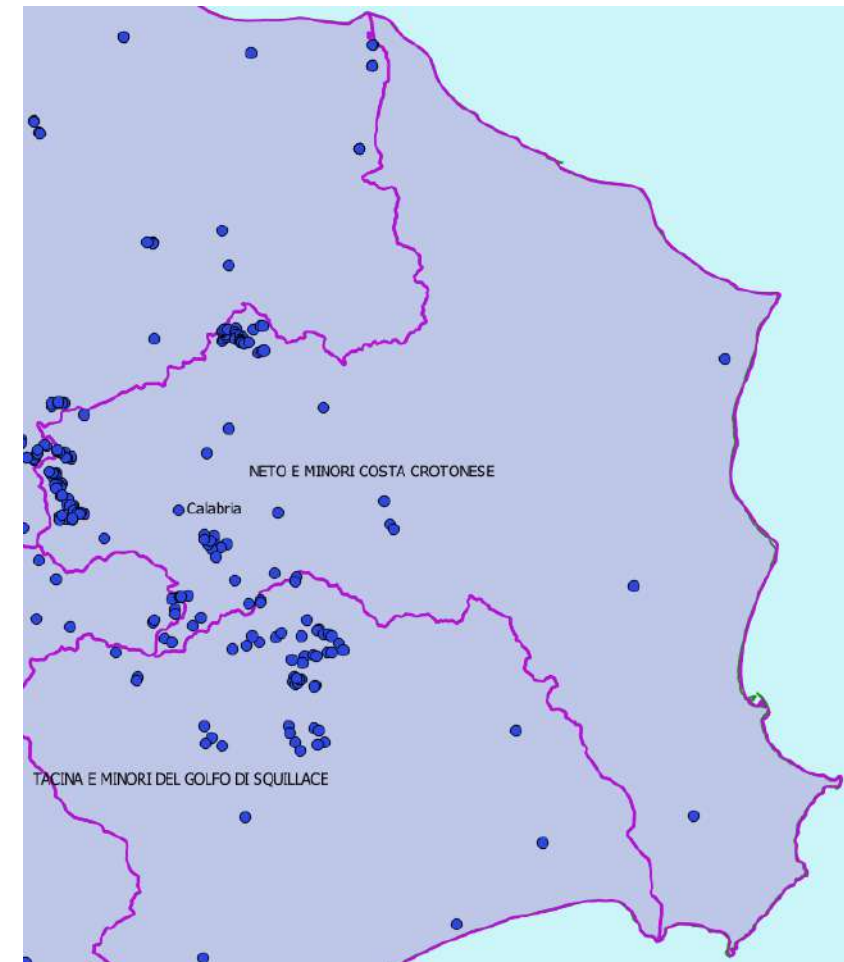 NETO E MINORI COSTA CROTONESE
Calabria
TACINA E MINORI DEL GOLFO DI SQUILLACE